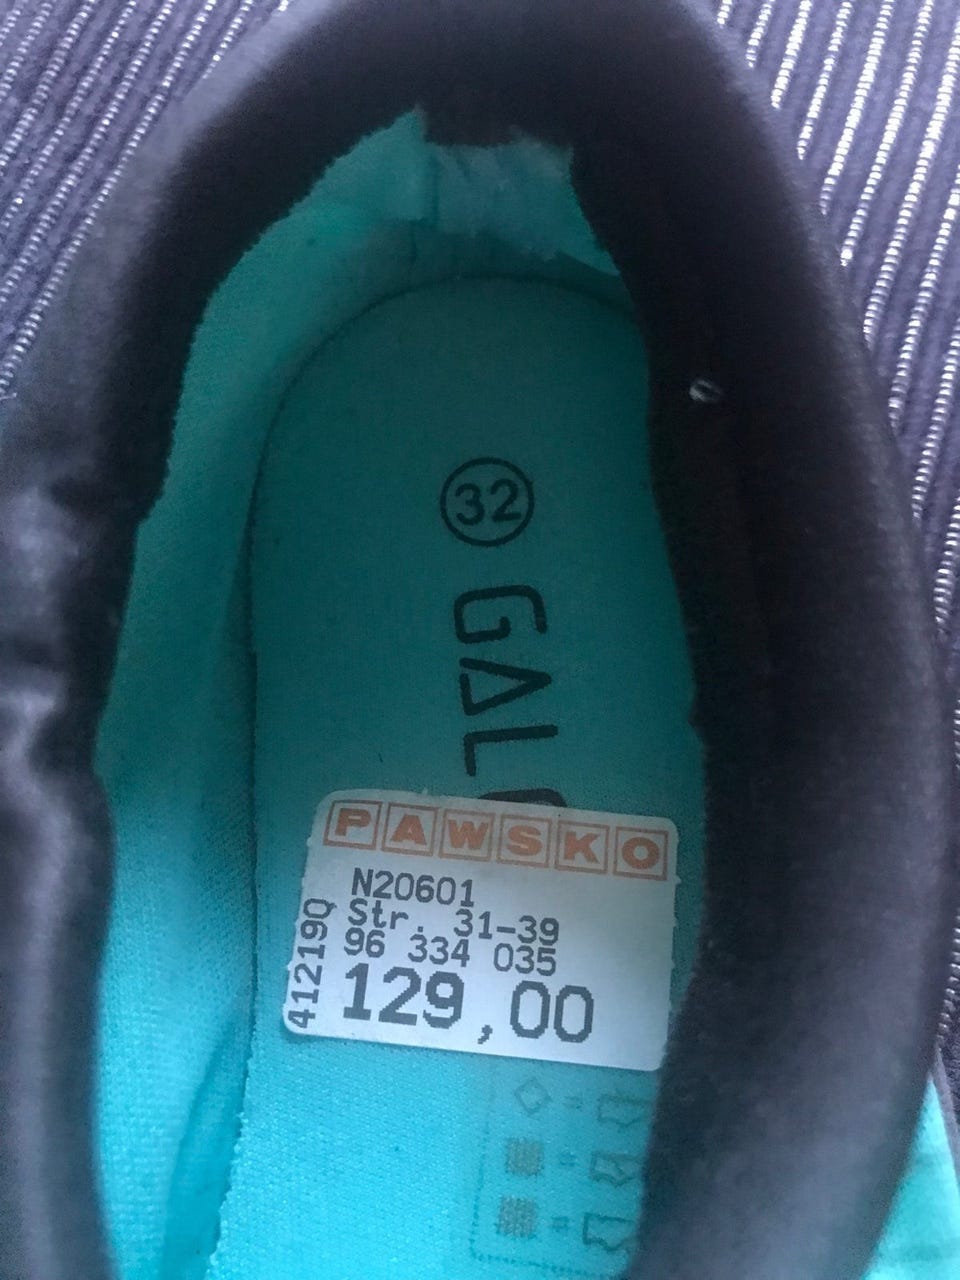 32
GAL
PAWSKO
N20601
Str. 31-39
96 334 035
129,00
412190